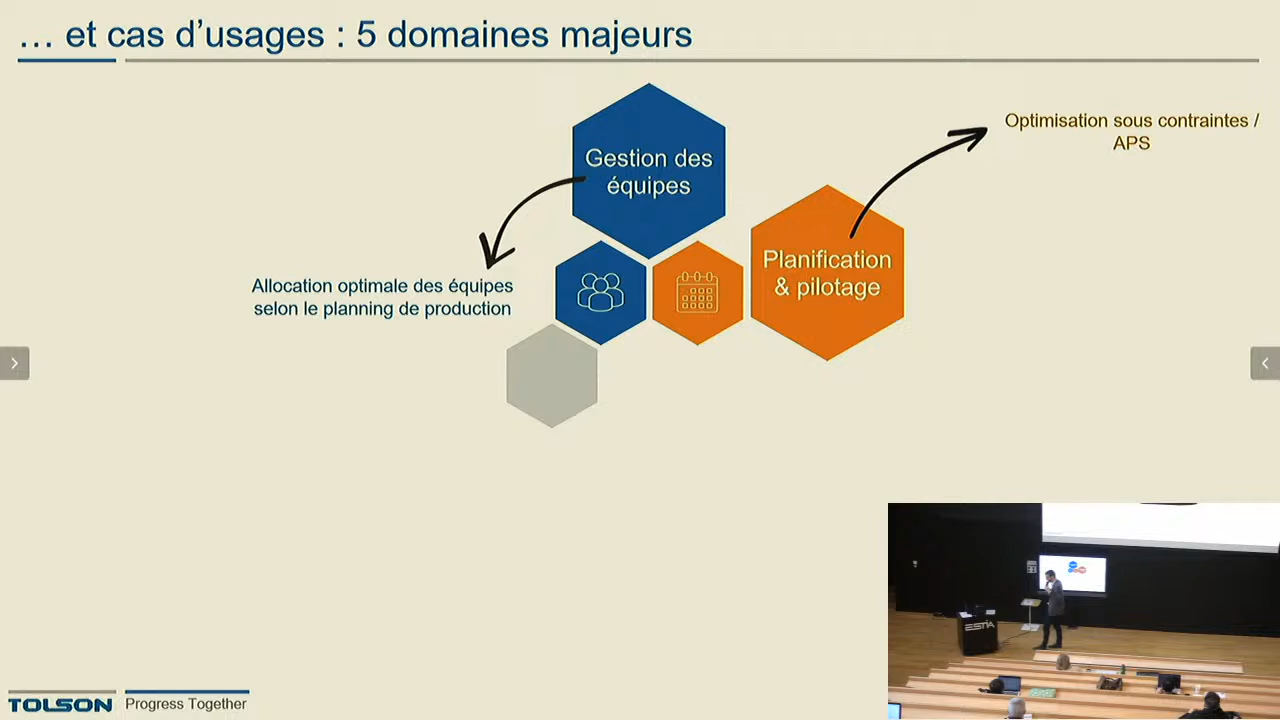 … et cas d’usages : 5 domaines majeurs
Gestion des
équipes
Optimisation sous contraintes /
APS
Planification
& pilotage
Allocation optimale des équipes
selon le planning de production
TOLSON
Progress Together
ESTIA